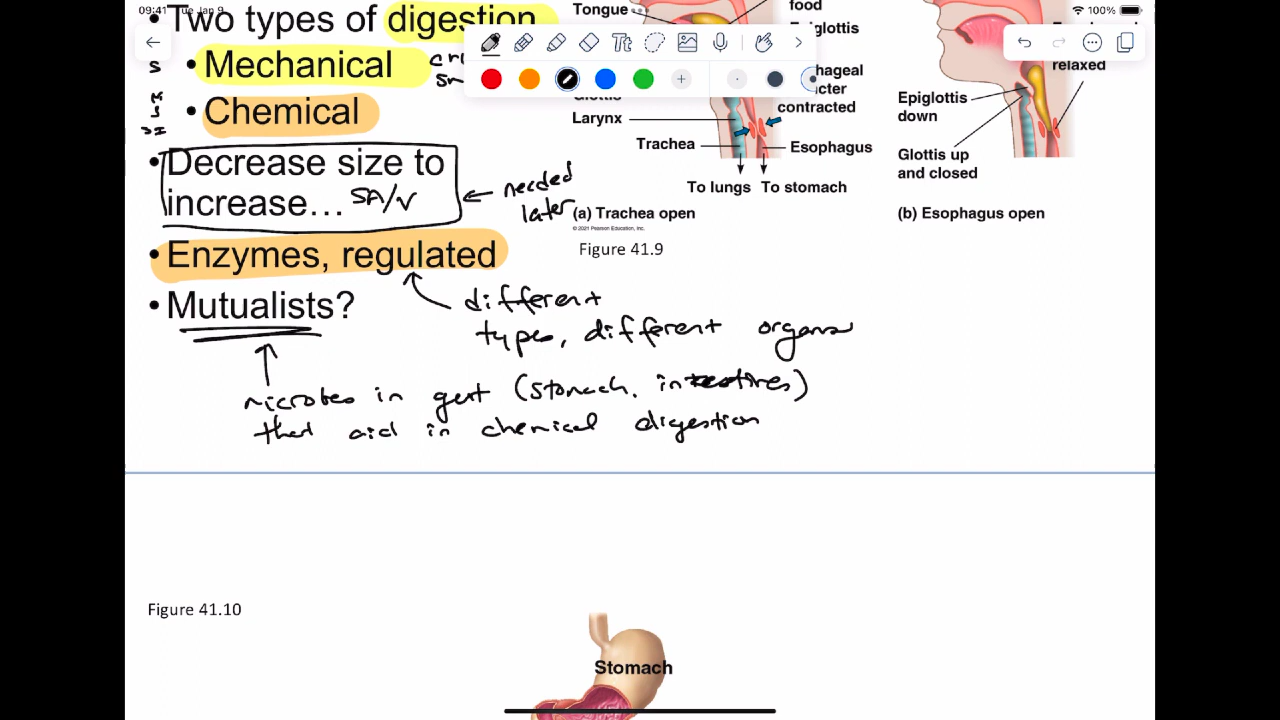 09:41 Tue Jan 9
100%
Two types of digestion
• Mechanical
• Chemical
• Decrease size to
increase... SA/V
← needed
later
• Enzymes, regulated
• Mutualists?
different
types, different organs
microbes in gut (stomach, intestines)
that aid in chemical digestion
Tongue
food
Epiglottis
contracted
Larynx
Trachea
Esophagus
To lungs To stomach
(a) Trachea open
© 2021 Pearson Education, Inc.
Figure 41.9
relaxed
Epiglottis
down
Glottis up
and closed
(b) Esophagus open
Figure 41.10
Stomach